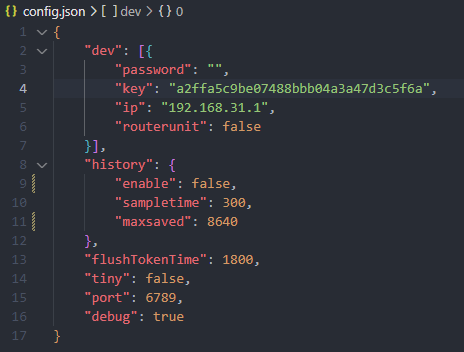 {} config.json > [ ] dev > {} 0
1 {
2 "dev": [{
3 "password": "",
4 "key": "a2ffa5c9be07488bbb04a3a47d3c5f6a",
5 "ip": "192.168.31.1",
6 "routerunit": false
7 }],
8 "history": {
9 "enable": false,
10 "sampletime": 300,
11 "maxsaved": 8640
12 },
13 "flushTokenTime": 1800,
14 "tiny": false,
15 "port": 6789,
16 "debug": true
17 }